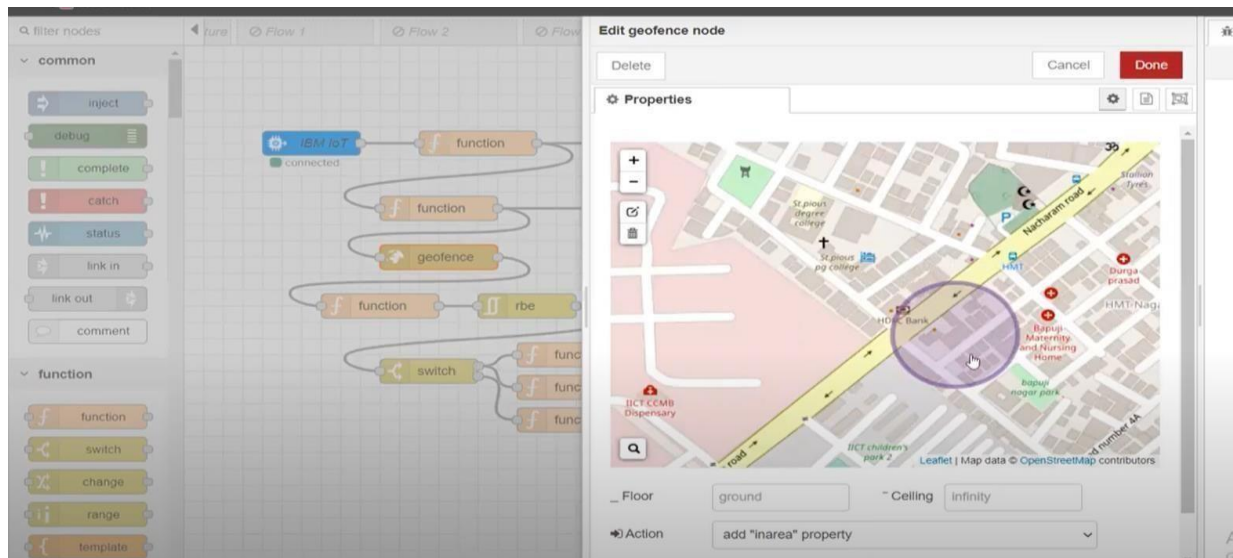 filter nodes
ture
Flow 1
Flow 2
Flow
common
inject
debug
complete
catch
status
link in
link out
comment
function
function
switch
change
range
template
IBM IoT
connected
function
function
geofence
function
rbe
switch
func
func
func
Edit geofence node
Delete
Cancel
Done
Properties
+
−
St.pious
degree
college
St.pious
pg college
Nacharam road
P
HMT
Stallion
Tyres
Durga
prasad
HMT-Naga
HDFC Bank
Bapuji
Maternity
and Nursing
Home
bapuji
nagar park
IICT CCMB
Dispensary
IICT children's
park 2
road
number 4A
Leaflet | Map data © OpenStreetMap contributors
Floor
ground
Ceiling
infinity
Action
add "inarea" property